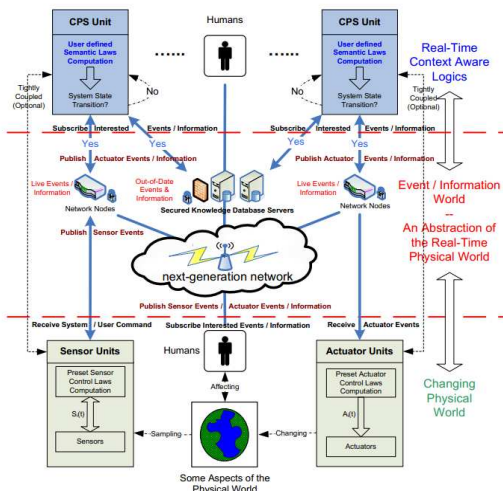 CPS Unit
User defined
Semantic Laws
Computation
System State
Transition?
No
......
Humans
......
CPS Unit
User defined
Semantic Laws
Computation
System State
Transition?
No
Tightly
Coupled
(Optional)
Tightly
Coupled
(Optional)
Real-Time
Context Aware
Logics
Subscribe Interested Events / Information
Subscribe Interested Events / Information
Yes
Yes
Yes
Yes
Publish Actuator Events / Information
Publish Actuator Events / Information
Live Events /
Information
Network Nodes
Out-of-Date
Events &
Information
Secured Knowledge Database Servers
Live Events /
Information
Network Nodes
Event / Information
World
--
An Abstraction of
the Real-Time
Physical World
Publish Sensor Events
next-generation network
Publish Sensor Events / Actuator Events / Information
Receive System / User Command
Subscribe Interested Events / Information
Receive Actuator Events
Sensor Units
Preset Sensor
Control Laws
Computation
Sᵢ(t)
Sensors
Humans
Affecting
Sampling
Changing
Some Aspects of the
Physical World
Actuator Units
Preset Actuator
Control Laws
Computation
Aᵢ(t)
Actuators
Changing
Physical
World